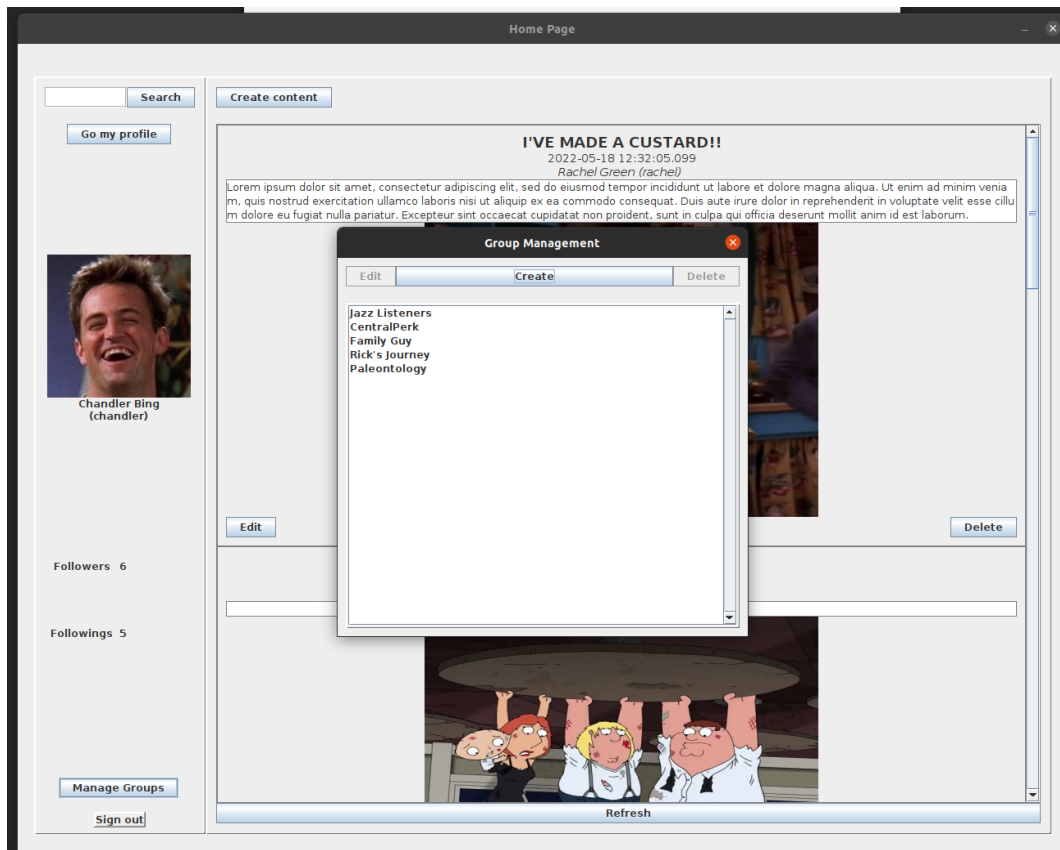 Home Page
Search
Create content
Go my profile
I'VE MADE A CUSTARD!!
2022-05-18 12:32:05.099
Rachel Green (rachel)
Lorem ipsum dolor sit amet, consectetur adipiscing elit, sed do eiusmod tempor incididunt ut labore et dolore magna aliqua. Ut enim ad minim venia
m, quis nostrud exercitation ullamco laboris nisi ut aliquip ex ea commodo consequat. Duis aute irure dolor in reprehenderit in voluptate velit esse cillu
m dolore eu fugiat nulla pariatur. Excepteur sint occaecat cupidatat non proident, sunt in culpa qui officia deserunt mollit anim id est laborum.
Group Management
Edit
Create
Delete
Jazz Listeners
CentralPerk
Family Guy
Rick's Journey
Paleontology
Chandler Bing
(chandler)
Edit
Delete
Followers 6
Followings 5
Manage Groups
Sign out
Refresh